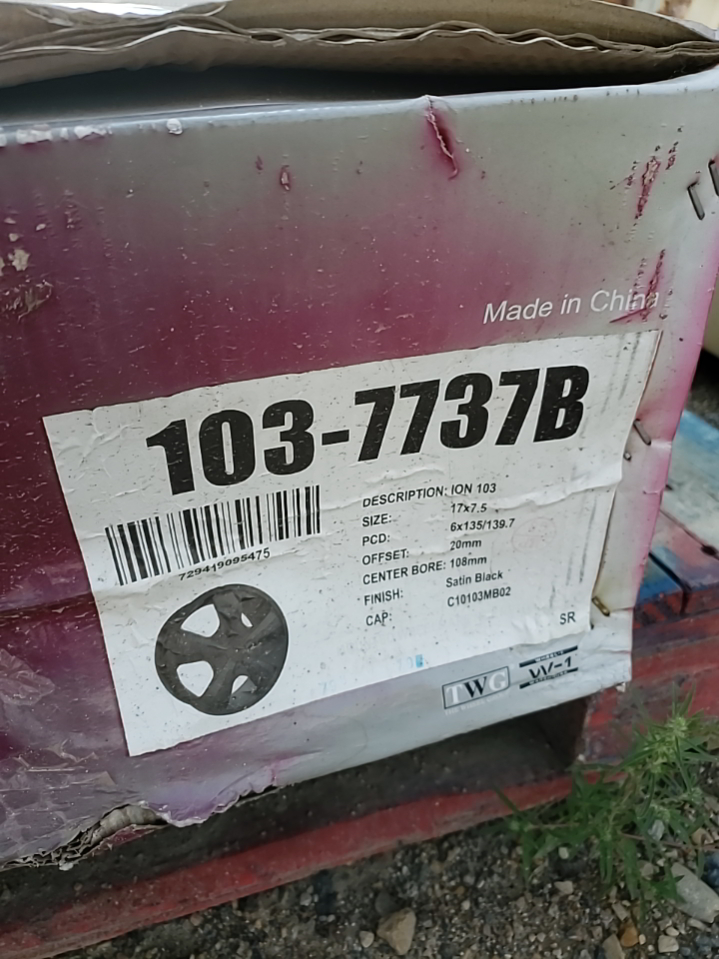 Made in China
103-7737B
729419095475
DESCRIPTION: ION 103
SIZE: 17x7.5
PCD: 6x135/139.7
OFFSET: 20mm
CENTER BORE: 108mm
FINISH: Satin Black
CAP: C10103MB02
SR
TWG